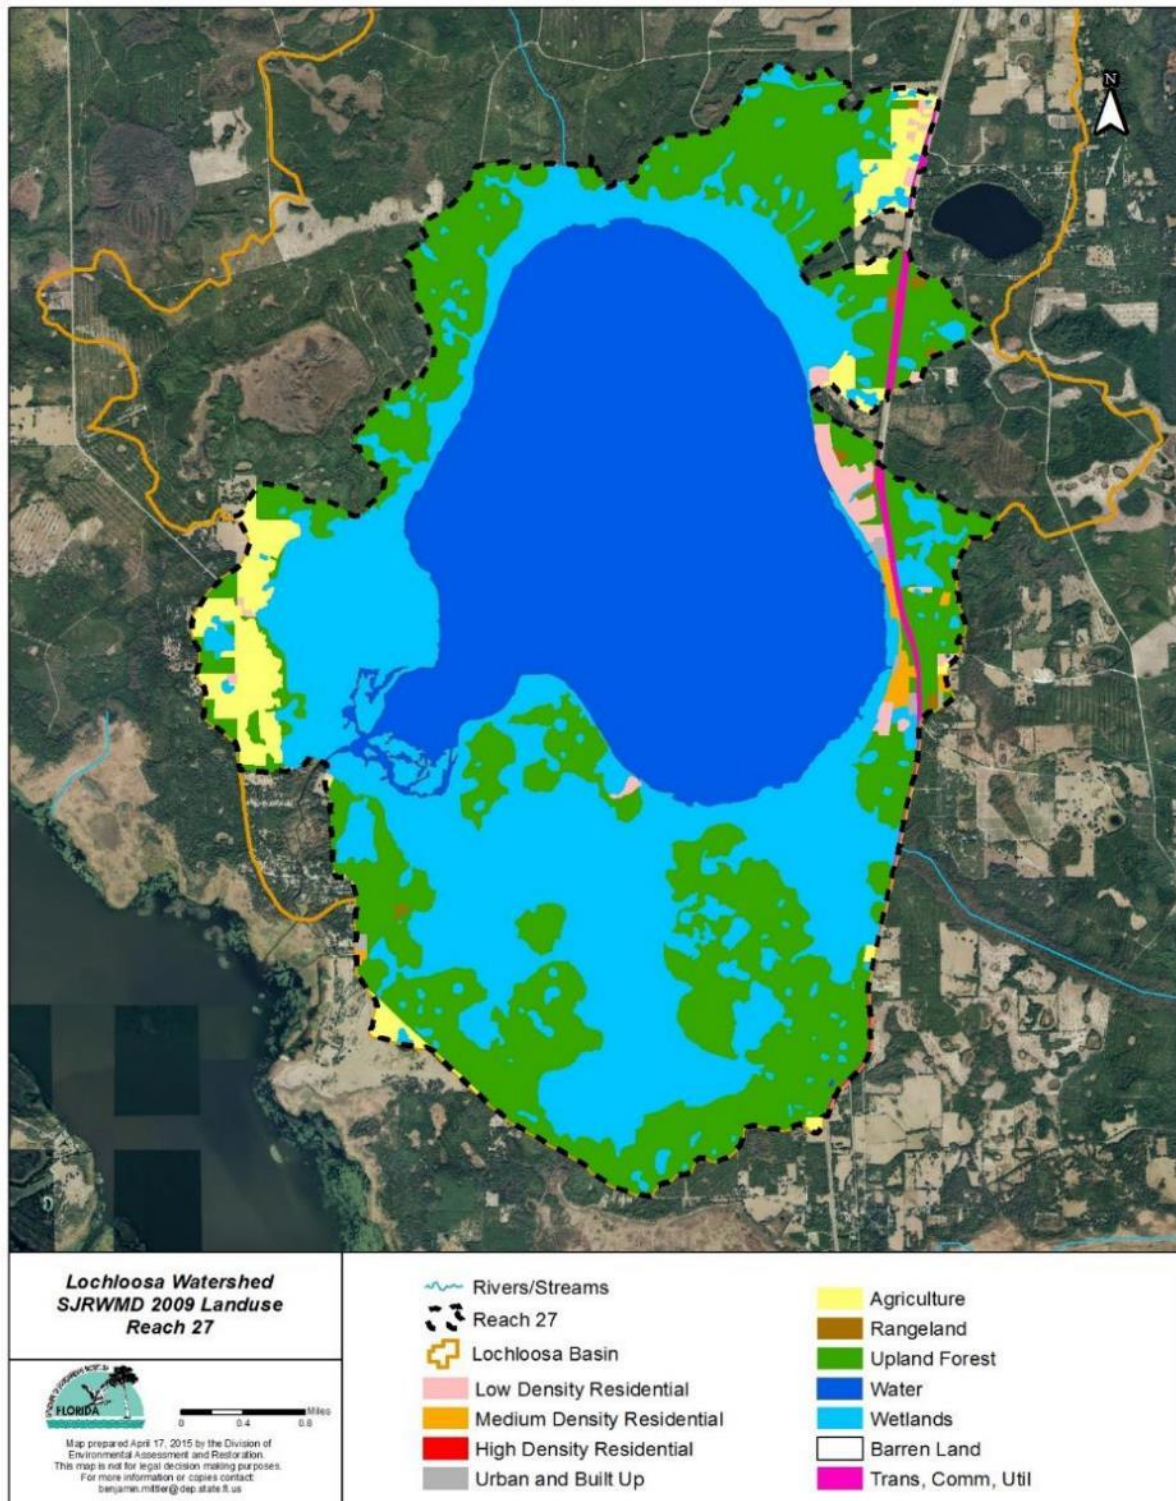 N
Lochloosa Watershed
SJRWMD 2009 Landuse
Reach 27
FLORIDA
Miles
0 0.4 0.8
Map prepared April 17, 2015 by the Division of
Environmental Assessment and Restoration.
This map is not for legal decision making purposes.
For more information or copies contact:
benjamin.mittler@dep.state.fl.us
Rivers/Streams
Reach 27
Lochloosa Basin
Low Density Residential
Medium Density Residential
High Density Residential
Urban and Built Up
Agriculture
Rangeland
Upland Forest
Water
Wetlands
Barren Land
Trans, Comm, Util